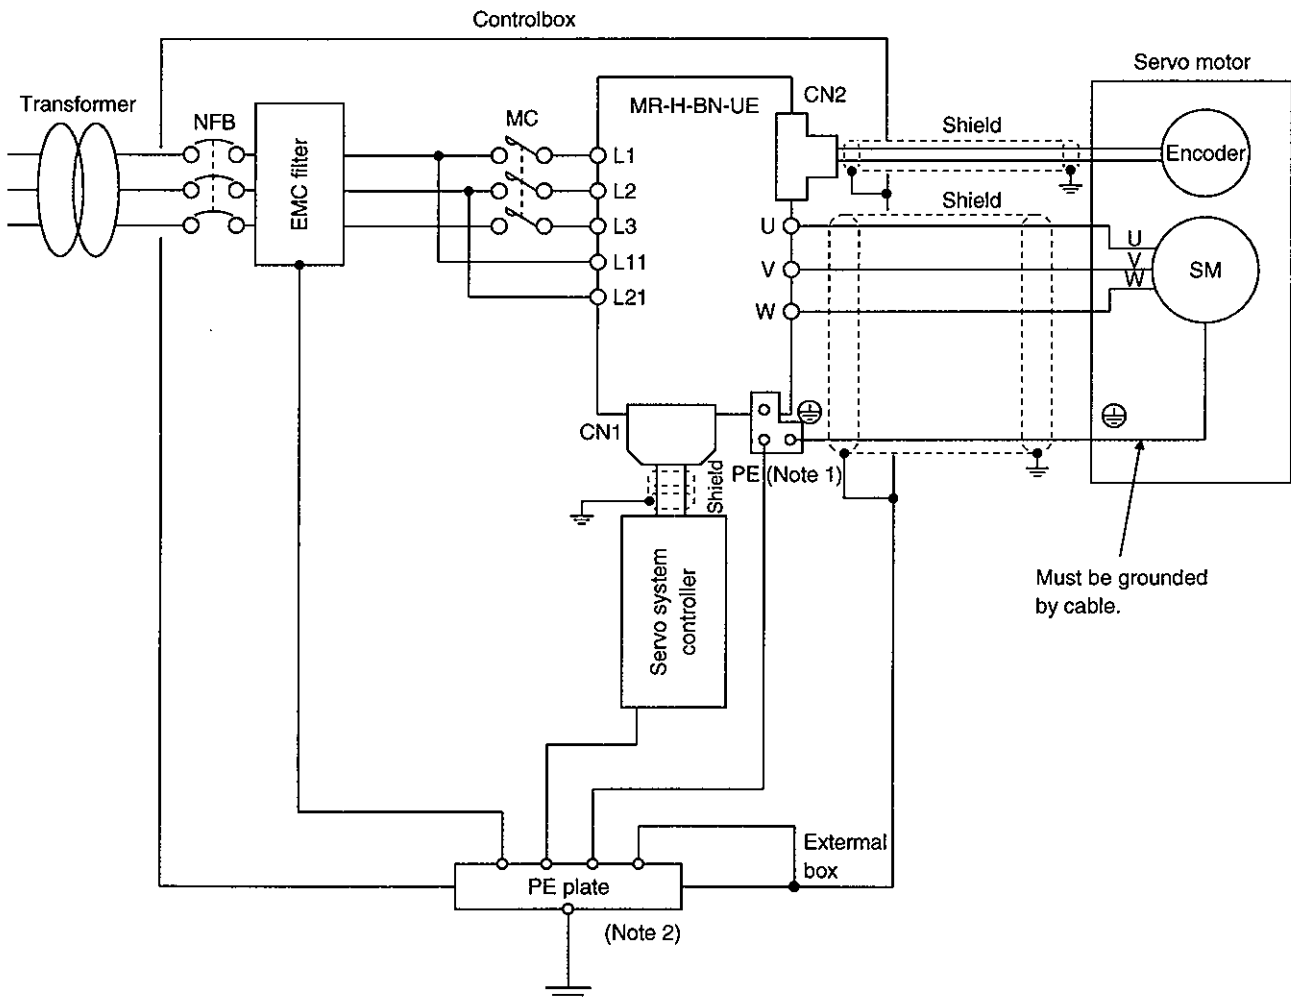 Controlbox
Servo motor
Transformer
NFB
EMC filter
MC
MR-H-BN-UE
CN2
Shield
Encoder
L1
L2
L3
L11
L21
Shield
U
V
W
U
V
W
SM
CN1
Shield
PE (Note 1)
Servo system
controller
Must be grounded
by cable.
Extermal
box
PE plate
(Note 2)